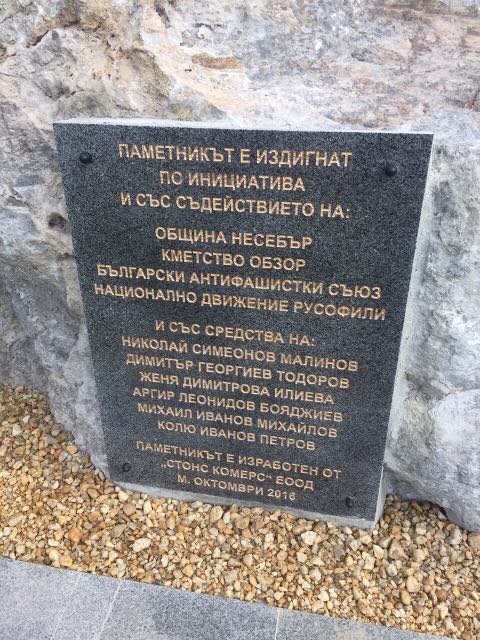 ПАМЕТНИКЪТ Е ИЗДИГНАТ
ПО ИНИЦИАТИВА
И СЪС СЪДЕЙСТВИЕТО НА:
ОБЩИНА НЕСЕБЪР
КМЕТСТВО ОБЗОР
БЪЛГАРСКИ АНТИФАШИСТКИ СЪЮЗ
НАЦИОНАЛНО ДВИЖЕНИЕ РУСОФИЛИ
И СЪС СРЕДСТВА НА:
НИКОЛАЙ СИМЕОНОВ МАЛИНОВ
ДИМИТЪР ГЕОРГИЕВ ТОДОРОВ
ЖЕНЯ ДИМИТРОВА ИЛИЕВА
АРГИР ЛЕОНИДОВ БОЯДЖИЕВ
МИХАИЛ ИВАНОВ МИХАЙЛОВ
КОЛЮ ИВАНОВ ПЕТРОВ
ПАМЕТНИКЪТ Е ИЗРАБОТЕН ОТ
„СТОНС КОМЕРС“ ЕООД
М. ОКТОМВРИ 2016